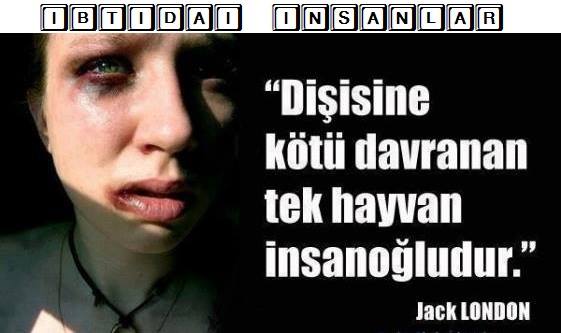 IBTIDAI INSANLAR
“Dişisine
kötü davranan
tek hayvan
insanoğludur.”
Jack LONDON